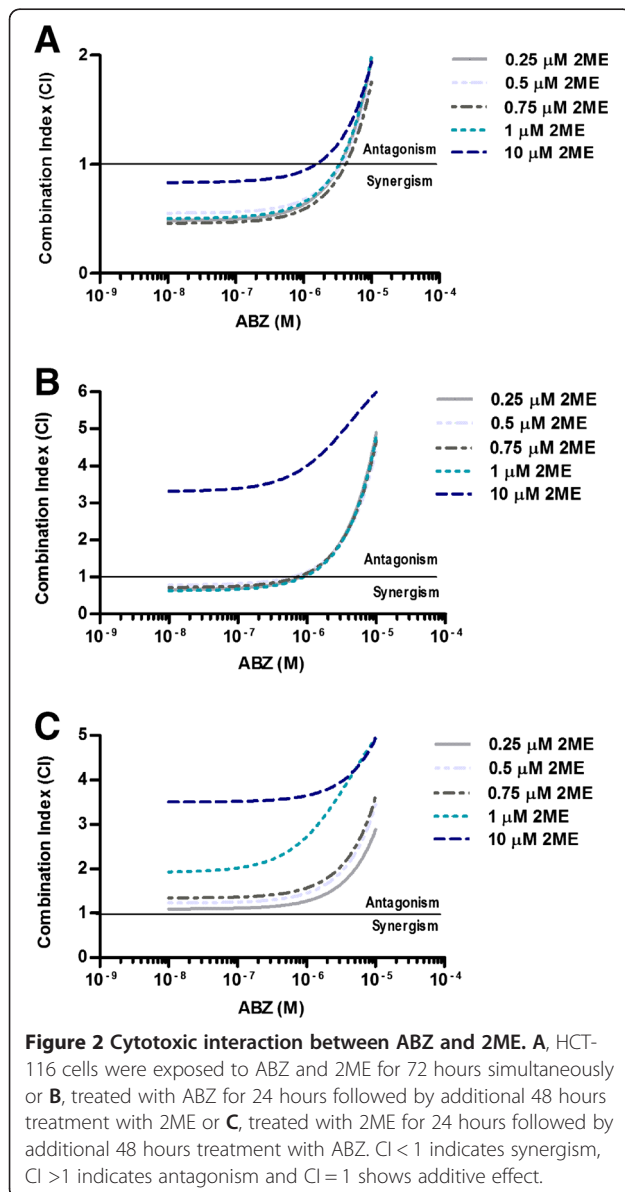 A
2
1
0
Combination Index (CI)
Antagonism
Synergism
10⁻⁹ 10⁻⁸ 10⁻⁷ 10⁻⁶ 10⁻⁵ 10⁻⁴
ABZ (M)
0.25 μM 2ME
0.5 μM 2ME
0.75 μM 2ME
1 μM 2ME
10 μM 2ME
B
6
5
4
3
2
1
0
Combination Index (CI)
Antagonism
Synergism
10⁻⁹ 10⁻⁸ 10⁻⁷ 10⁻⁶ 10⁻⁵ 10⁻⁴
ABZ (M)
0.25 μM 2ME
0.5 μM 2ME
0.75 μM 2ME
1 μM 2ME
10 μM 2ME
C
5
4
3
2
1
0
Combination Index (CI)
Antagonism
Synergism
10⁻⁹ 10⁻⁸ 10⁻⁷ 10⁻⁶ 10⁻⁵ 10⁻⁴
ABZ (M)
0.25 μM 2ME
0.5 μM 2ME
0.75 μM 2ME
1 μM 2ME
10 μM 2ME
Figure 2 Cytotoxic interaction between ABZ and 2ME. A, HCT-
116 cells were exposed to ABZ and 2ME for 72 hours simultaneously
or B, treated with ABZ for 24 hours followed by additional 48 hours
treatment with 2ME or C, treated with 2ME for 24 hours followed by
additional 48 hours treatment with ABZ. CI < 1 indicates synergism,
CI >1 indicates antagonism and CI = 1 shows additive effect.